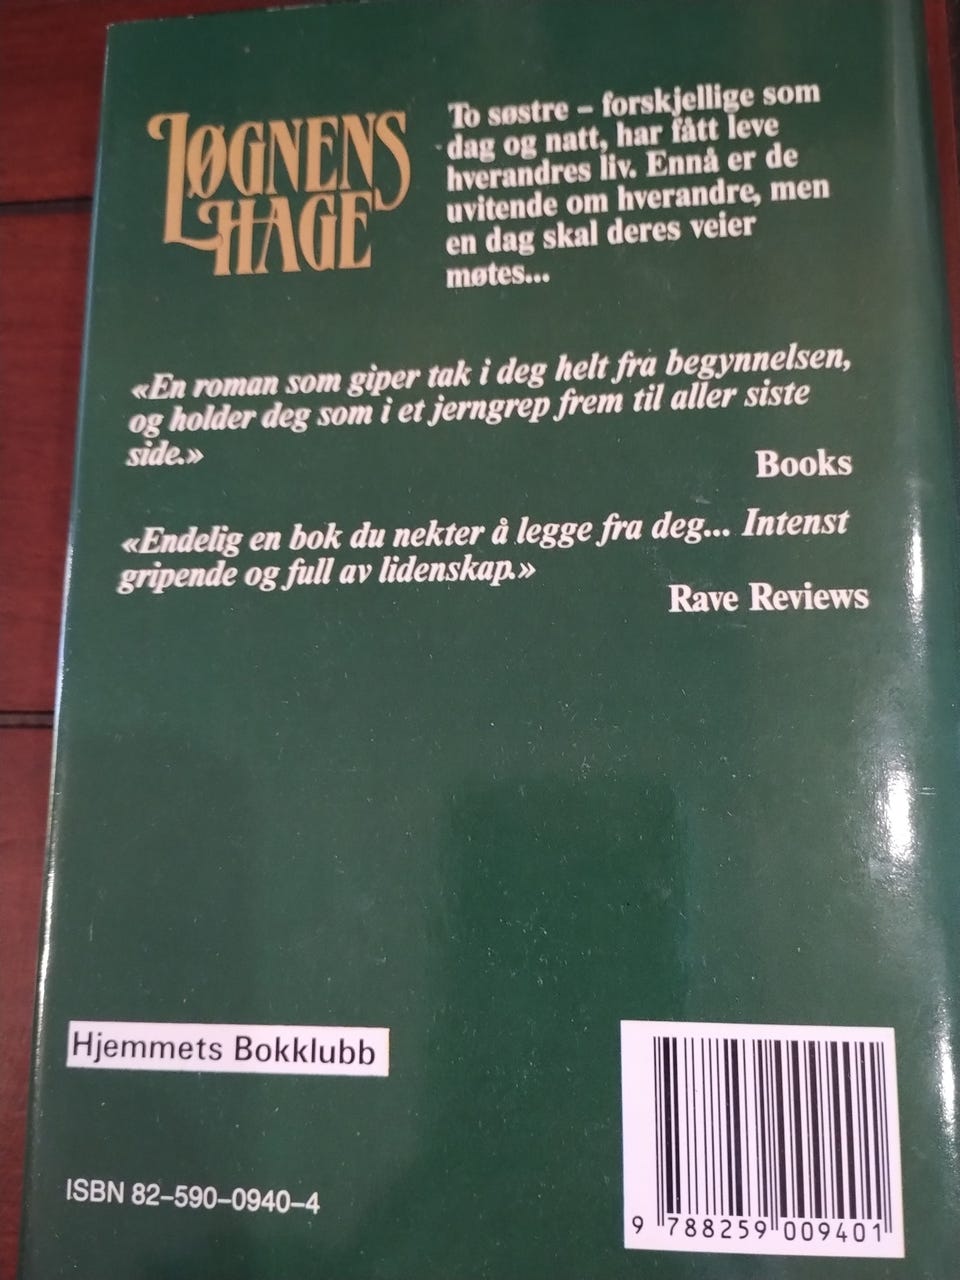 LØGNENS
HAGE
To søstre – forskjellige som
dag og natt, har fått leve
hverandres liv. Ennå er de
uvitende om hverandre, men
en dag skal deres veier
møtes...
«En roman som giper tak i deg helt fra begynnelsen,
og holder deg som i et jerngrep frem til aller siste
side.»
Books
«Endelig en bok du nekter å legge fra deg... Intenst
gripende og full av lidenskap.»
Rave Reviews
Hjemmets Bokklubb
ISBN 82–590–0940–4
9 788259 009401